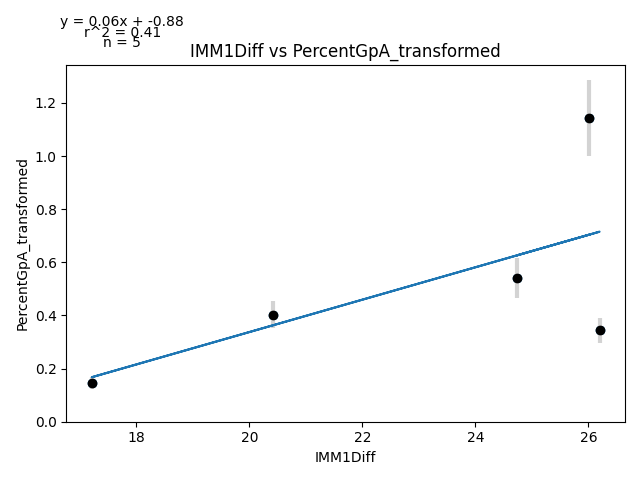 y = 0.06x + -0.88
r^2 = 0.41
n = 5
IMM1Diff vs PercentGpA_transformed
PercentGpA_transformed
1.2
1.0
0.8
0.6
0.4
0.2
0.0
18
20
22
24
26
IMM1Diff